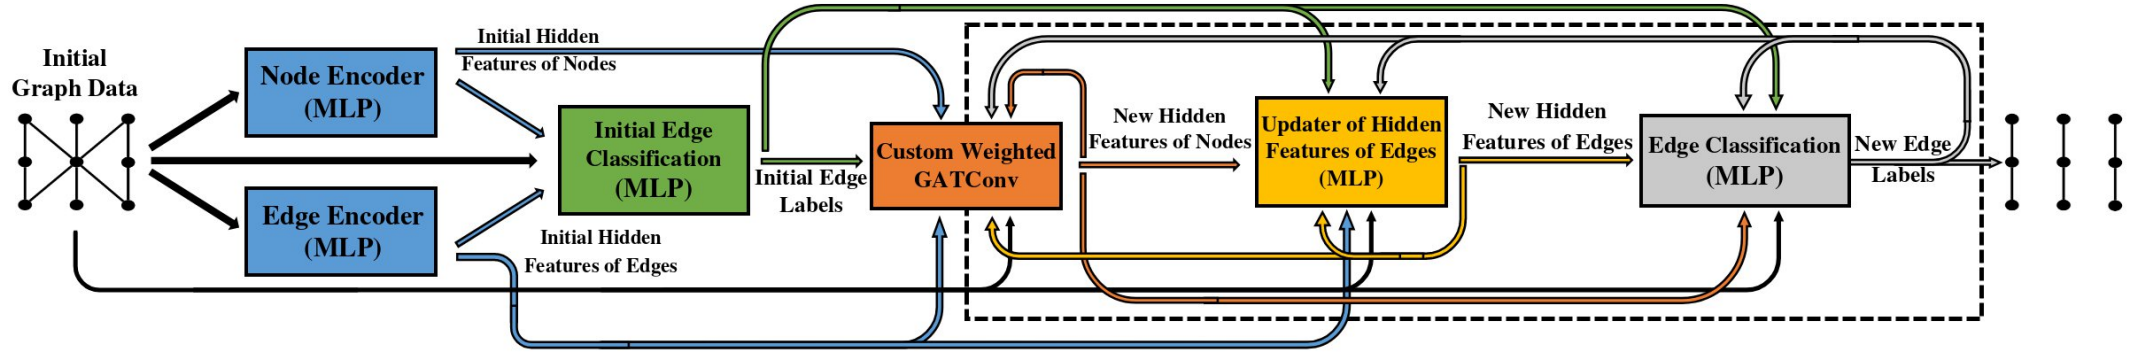 Initial
Graph Data
Node Encoder
(MLP)
Edge Encoder
(MLP)
Initial Hidden
Features of Nodes
Initial Hidden
Features of Edges
Initial Edge
Classification
(MLP)
Initial Edge
Labels
Custom Weighted
GATConv
New Hidden
Features of Nodes
Updater of Hidden
Features of Edges
(MLP)
New Hidden
Features of Edges
Edge Classification
(MLP)
New Edge
Labels